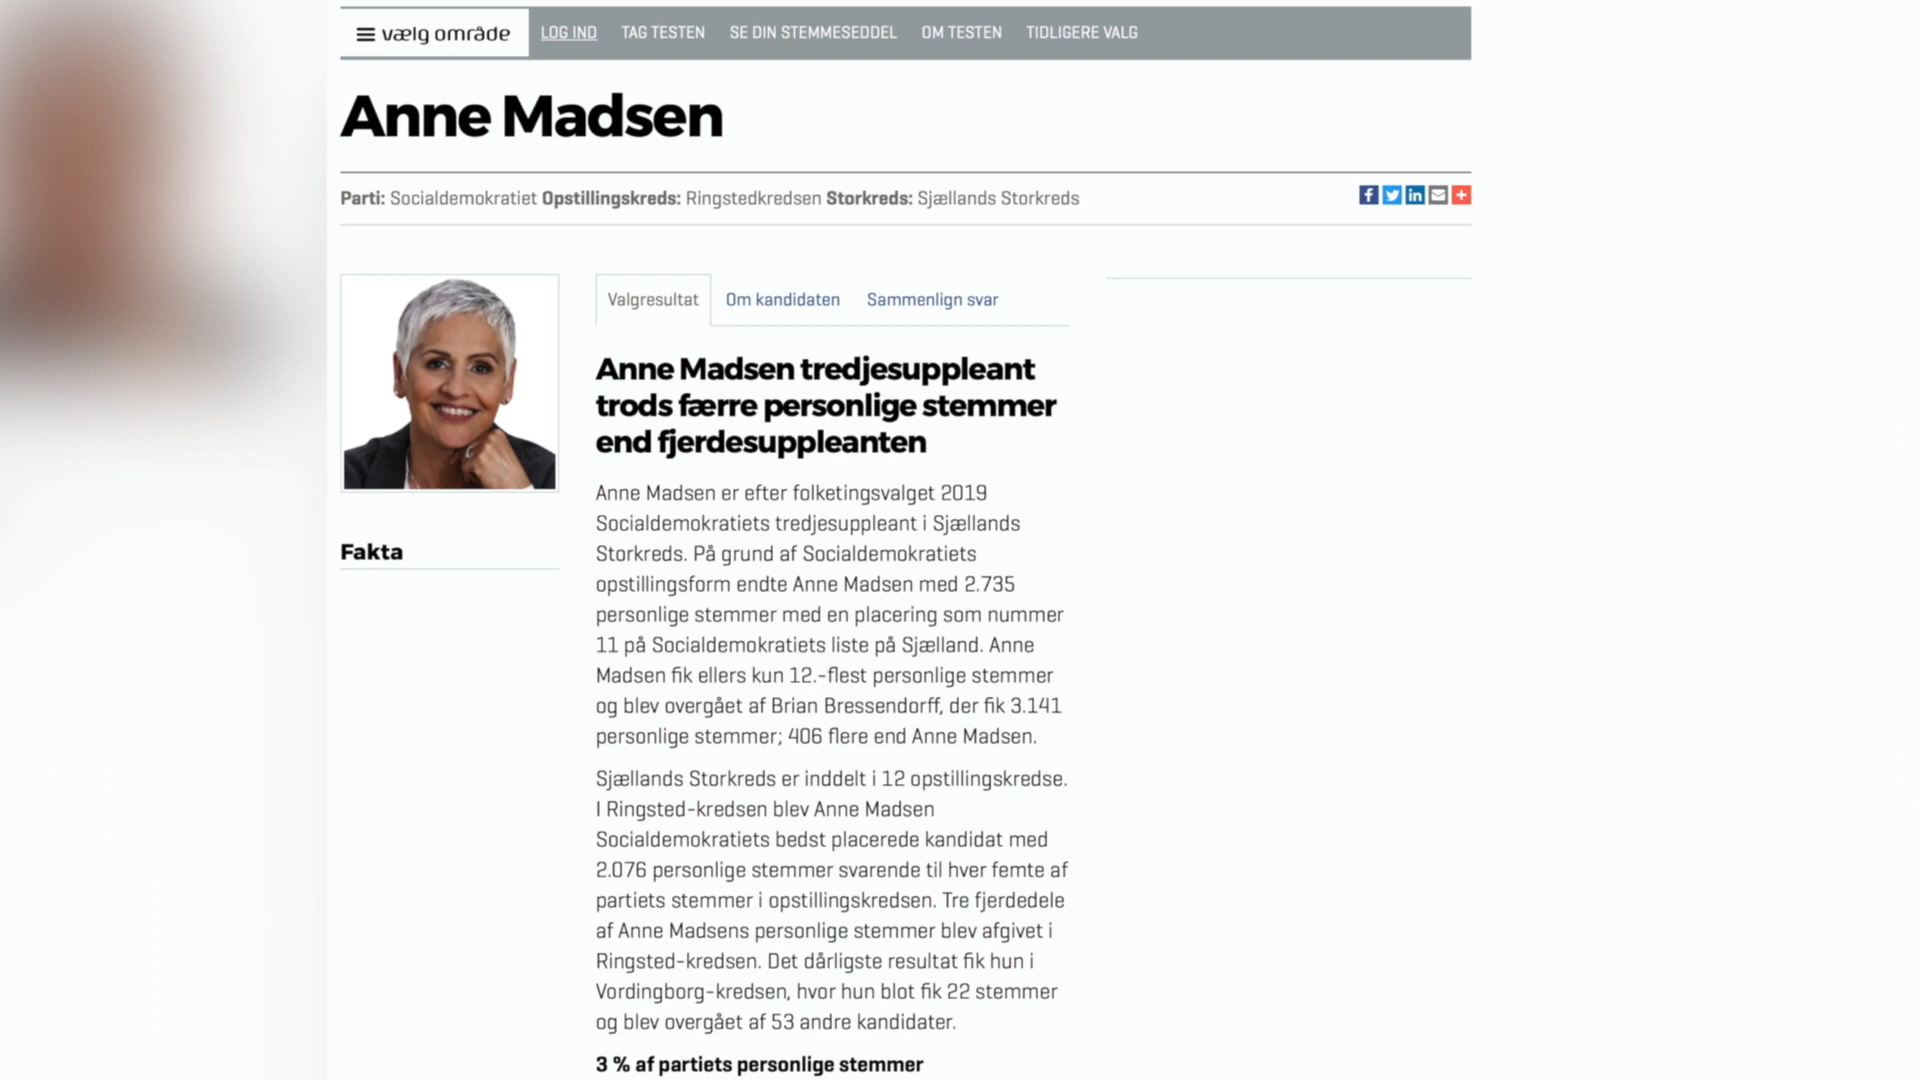 vælg område LOG IND TAG TESTEN SE DIN STEMMESEDDEL OM TESTEN TIDLIGERE VALG
Anne Madsen
Parti: Socialdemokratiet Opstillingskreds: Ringstedkredsen Storkreds: Sjællands Storkreds
Valgresultat Om kandidaten Sammenlign svar
Anne Madsen tredjesuppleant
trods færre personlige stemmer
end fjerdesuppleanten
Anne Madsen er efter folketingsvalget 2019
Socialdemokratiets tredjesuppleant i Sjællands
Storkreds. På grund af Socialdemokratiets
opstillingsform endte Anne Madsen med 2.735
personlige stemmer med en placering som nummer
11 på Socialdemokratiets liste på Sjælland. Anne
Madsen fik ellers kun 12.-flest personlige stemmer
og blev overgået af Brian Bressendorff, der fik 3.141
personlige stemmer; 406 flere end Anne Madsen.
Sjællands Storkreds er inddelt i 12 opstillingskredse.
I Ringsted-kredsen blev Anne Madsen
Socialdemokratiets bedst placerede kandidat med
2.076 personlige stemmer svarende til hver femte af
partiets stemmer i opstillingskredsen. Tre fjerdedele
af Anne Madsens personlige stemmer blev afgivet i
Ringsted-kredsen. Det dårligste resultat fik hun i
Vordingborg-kredsen, hvor hun blot fik 22 stemmer
og blev overgået af 53 andre kandidater.
3 % af partiets personlige stemmer
Fakta